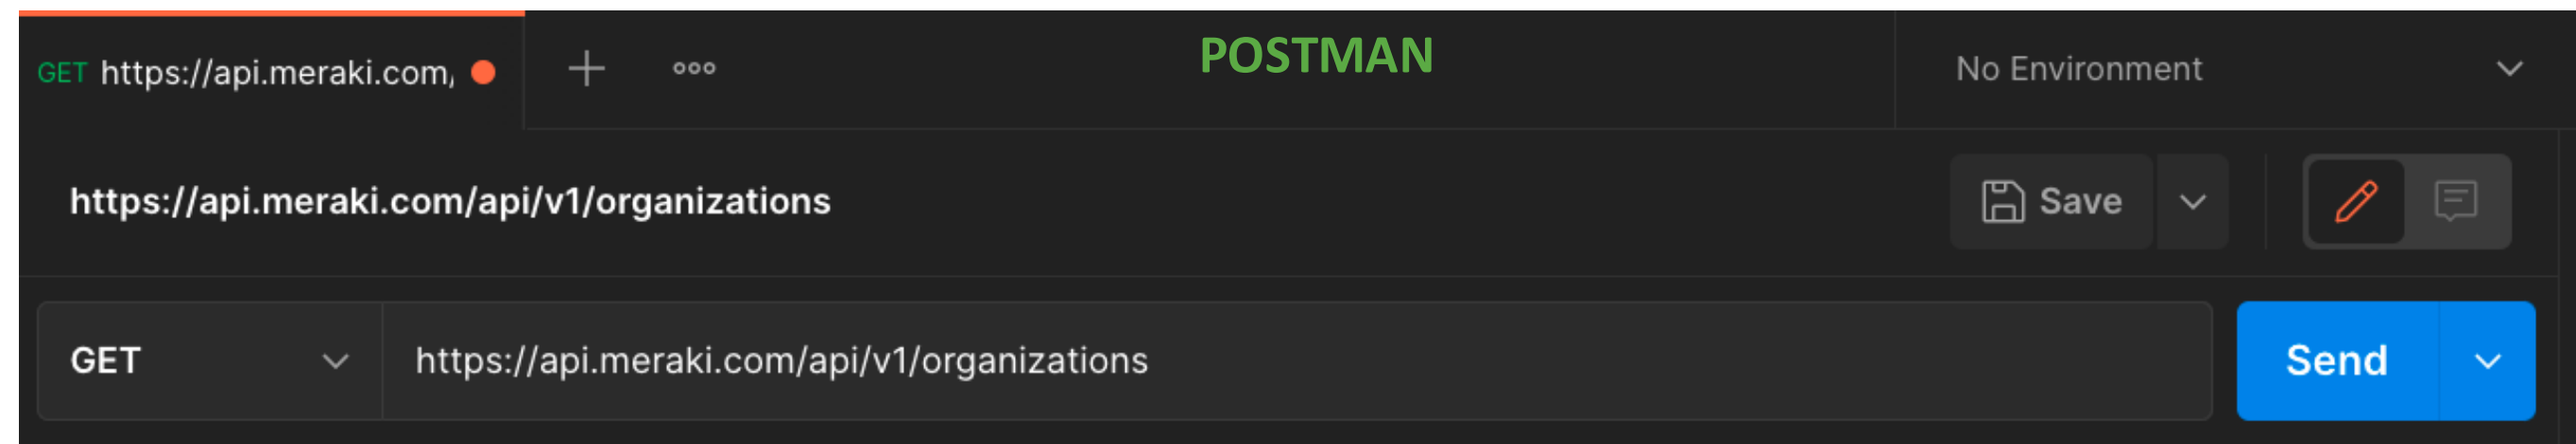 POSTMAN
GET https://api.meraki.com/
No Environment
https://api.meraki.com/api/v1/organizations
Save
GET
https://api.meraki.com/api/v1/organizations
Send